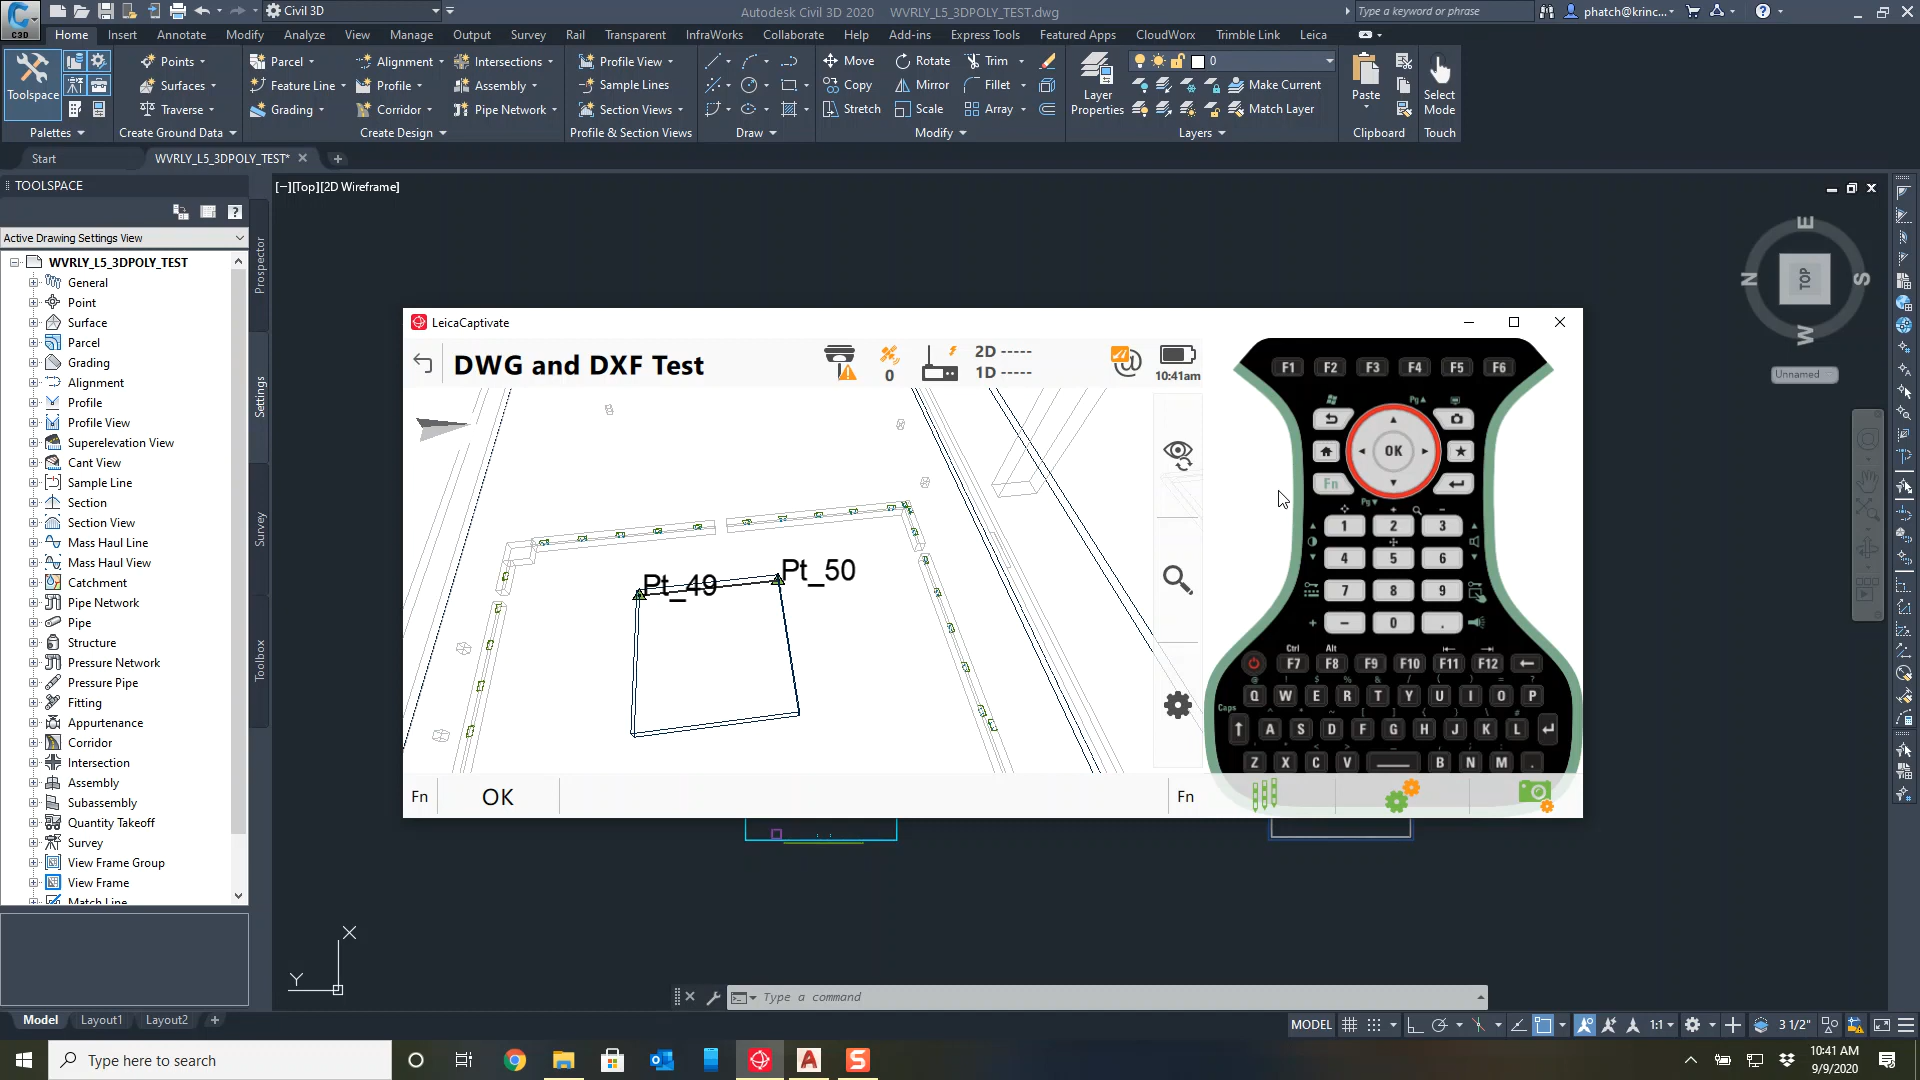 Civil 3D
Autodesk Civil 3D 2020 WVRLY_L5_3DPOLY_TEST.dwg
Type a keyword or phrase
phatch@krinc...
C3D
Home Insert Annotate Modify Analyze View Manage Output Survey Rail Transparent InfraWorks Collaborate Help Add-ins Express Tools Featured Apps CloudWorx Trimble Link Leica
Points Parcel Alignment Intersections Profile View Move Rotate Trim 0
Toolspace Surfaces Feature Line Profile Assembly Sample Lines Copy Mirror Fillet Layer Properties Make Current Paste Select Mode
Traverse Grading Corridor Pipe Network Section Views Stretch Scale Array Match Layer
Palettes Create Ground Data Create Design Profile & Section Views Draw Modify Layers Clipboard Touch
Start WVRLY_L5_3DPOLY_TEST*
TOOLSPACE
[−][Top][2D Wireframe]
Active Drawing Settings View
WVRLY_L5_3DPOLY_TEST
General
Point
Surface
Parcel
Grading
Alignment
Profile
Profile View
Superelevation View
Cant View
Sample Line
Section
Section View
Mass Haul Line
Mass Haul View
Catchment
Pipe Network
Pipe
Structure
Pressure Network
Pressure Pipe
Fitting
Appurtenance
Corridor
Intersection
Assembly
Subassembly
Quantity Takeoff
Survey
View Frame Group
View Frame
Match Line
Prospector
Settings
Survey
Toolbox
LeicaCaptivate
DWG and DXF Test
0
2D -----
1D -----
10:41am
Pt_49
Pt_50
Fn OK Fn
F1 F2 F3 F4 F5 F6
Pg
OK
Fn
Pg
1 2 3
4 5 6
7 8 9
+ − 0 .
Ctrl Alt
F7 F8 F9 F10 F11 F12
@ ! $ % & / ( ) = ?
Q W E R T Y U I O P
Caps
A S D F G H J K L
Z X C V B N M .
E
N TOP S
W
Unnamed
X
Y
Type a command
Model Layout1 Layout2
MODEL 1:1 3 1/2"
Type here to search
10:41 AM
9/9/2020